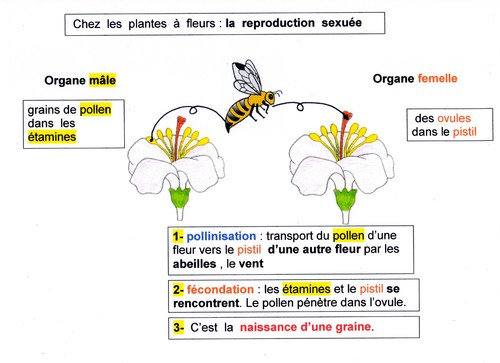 Chez les plantes à fleurs : la reproduction sexuée
Organe mâle
Organe femelle
grains de pollen
dans les
étamines
des ovules
dans le pistil
1- pollinisation : transport du pollen d'une
fleur vers le pistil d'une autre fleur par les
abeilles , le vent
2- fécondation : les étamines et le pistil se
rencontrent. Le pollen pénètre dans l'ovule.
3- C'est la naissance d'une graine.